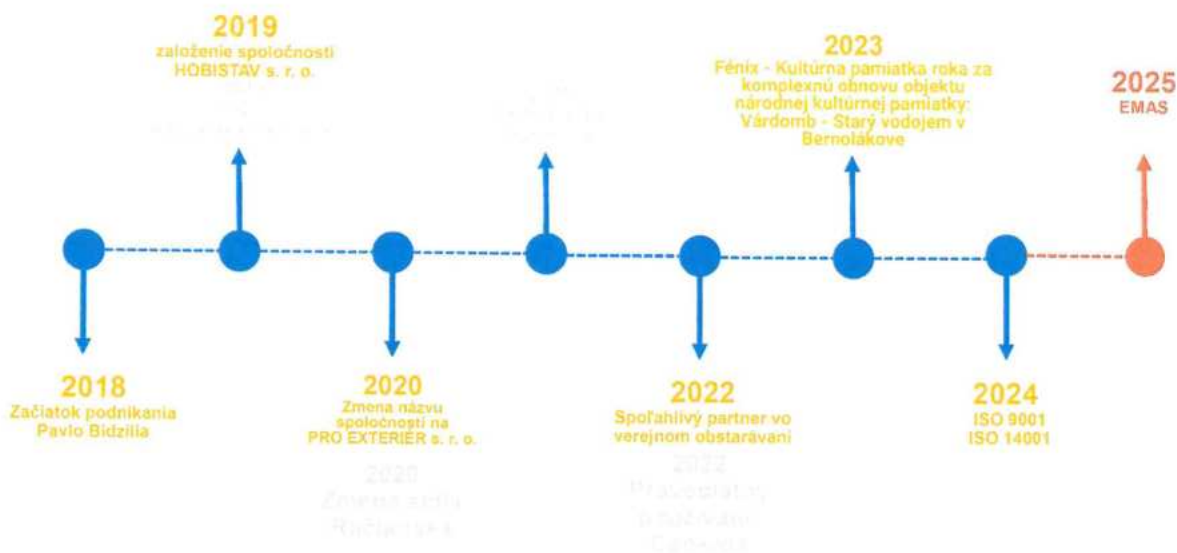 2019
založenie spoločnosti
HOBISTAV s. r. o.
2023
Fénix - Kultúrna pamiatka roka za
komplexnú obnovu objektu
národnej kultúrnej pamiatky:
Várdomb - Starý vodojem v
Bernolákove
2025
EMAS
2018
Začiatok podnikania
Pavlo Bidzilia
2020
Zmena názvu
spoločnosti na
PRO EXTERIÉR s. r. o.
2022
Spoľahlivý partner vo
verejnom obstarávaní
2024
ISO 9001
ISO 14001
2020
Zmena
2022